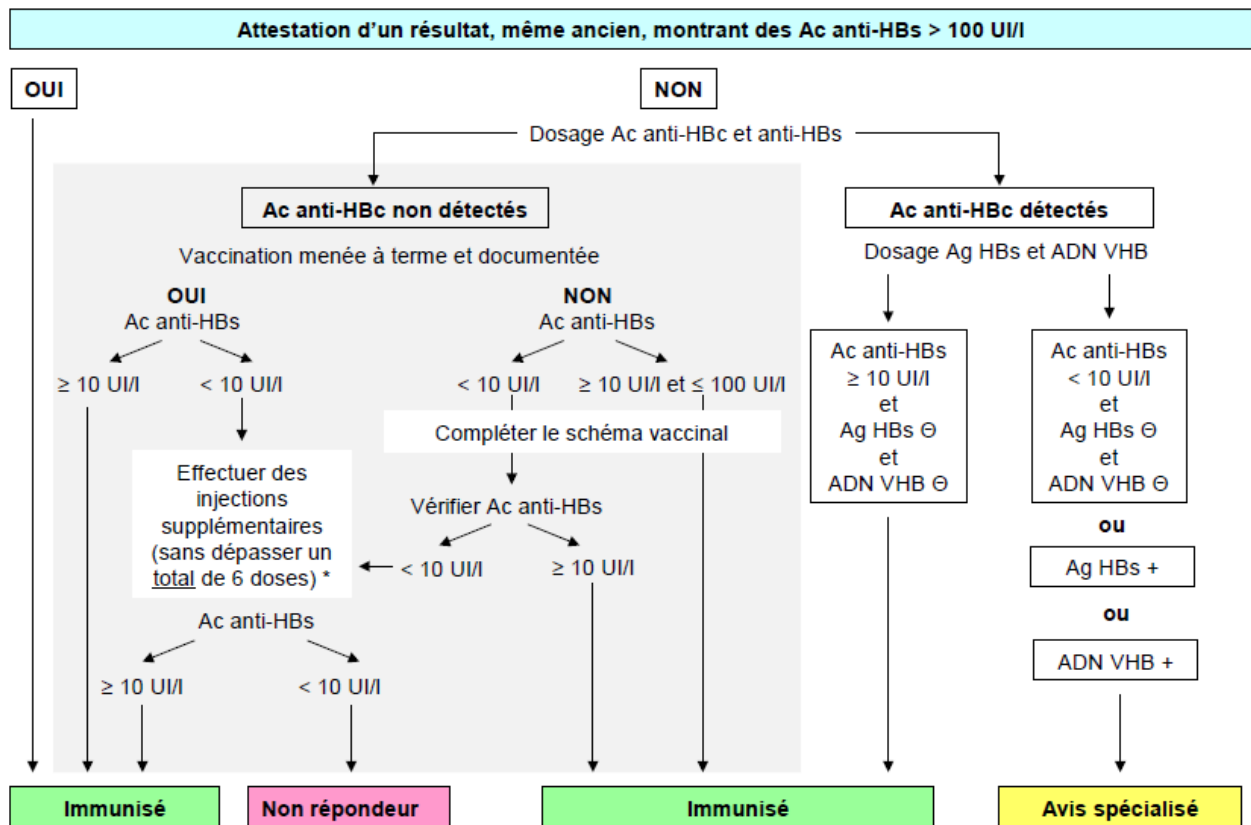 Attestation d'un résultat, même ancien, montrant des Ac anti-HBs > 100 UI/l
OUI
NON
Dosage Ac anti-HBc et anti-HBs
Ac anti-HBc non détectés
Ac anti-HBc détectés
Vaccination menée à terme et documentée
Dosage Ag HBs et ADN VHB
OUI
NON
Ac anti-HBs
Ac anti-HBs
≥ 10 UI/l
< 10 UI/l
< 10 UI/l
≥ 10 UI/l et ≤ 100 UI/l
Compléter le schéma vaccinal
Effectuer des
injections
supplémentaires
(sans dépasser un
total de 6 doses) *
Vérifier Ac anti-HBs
< 10 UI/l
≥ 10 UI/l
Ac anti-HBs
≥ 10 UI/l
< 10 UI/l
Ac anti-HBs
≥ 10 UI/l
et
Ag HBs Θ
et
ADN VHB Θ
Ac anti-HBs
< 10 UI/l
et
Ag HBs Θ
et
ADN VHB Θ
ou
Ag HBs +
ou
ADN VHB +
Immunisé
Non répondeur
Immunisé
Avis spécialisé